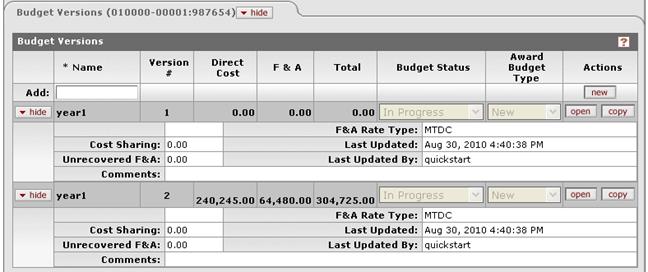 Budget Versions (010000-00001:987654) hide
Budget Versions ?
* Name Version # Direct Cost F & A Total Budget Status Award Budget Type Actions
Add: new
hide year1 1 0.00 0.00 0.00 In Progress New open copy
F&A Rate Type: MTDC
Cost Sharing: 0.00 Last Updated: Aug 30, 2010 4:40:38 PM
Unrecovered F&A: 0.00 Last Updated By: quickstart
Comments:
hide year1 2 240,245.00 64,480.00 304,725.00 In Progress New open copy
F&A Rate Type: MTDC
Cost Sharing: 0.00 Last Updated: Aug 30, 2010 4:40:38 PM
Unrecovered F&A: 0.00 Last Updated By: quickstart
Comments: